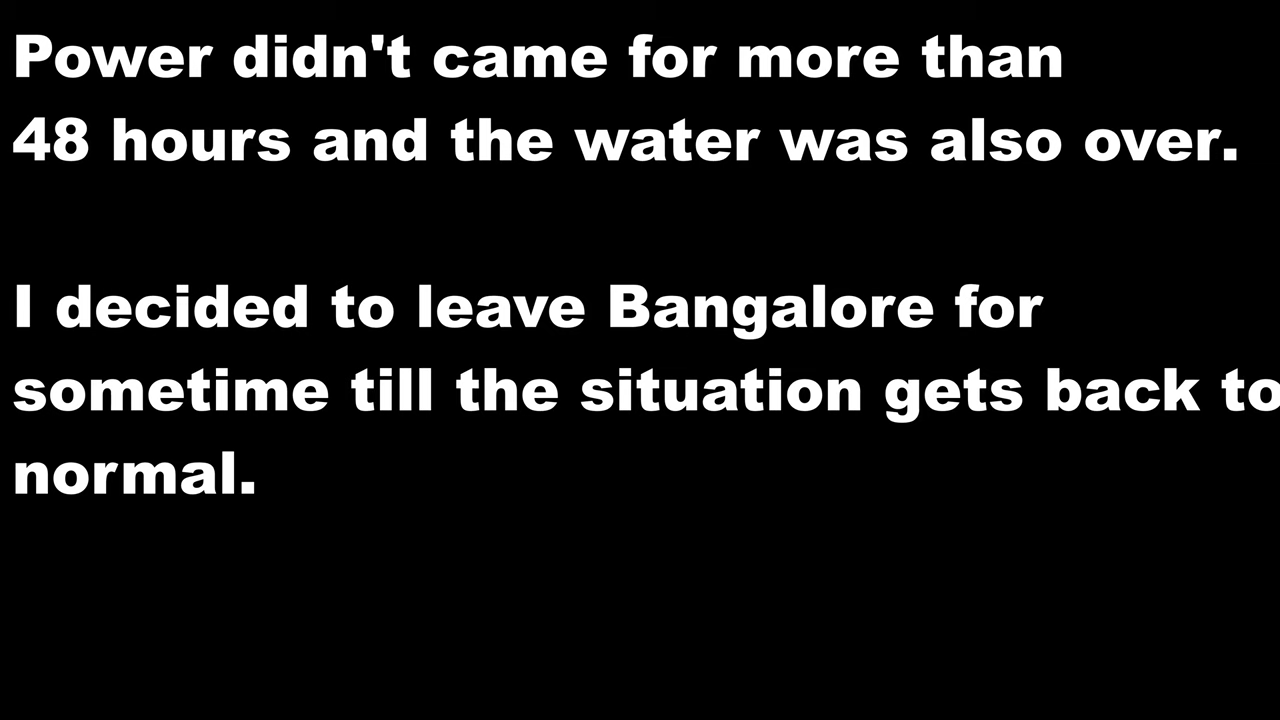 Power didn't came for more than
48 hours and the water was also over.
I decided to leave Bangalore for
sometime till the situation gets back to
normal.